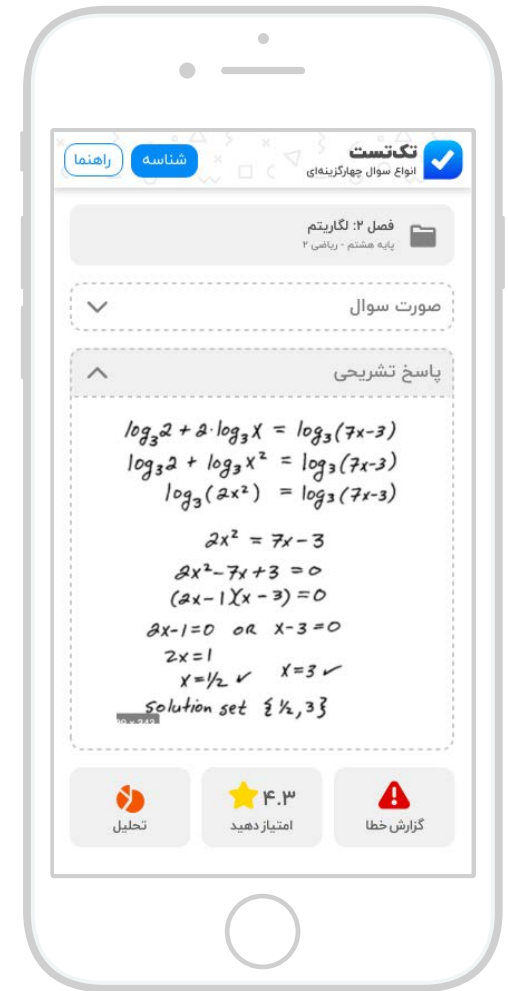 تک‌تست
انواع سوال چهارگزینه‌ای
شناسه
راهنما
فصل ۲: لگاریتم
پایه هشتم - ریاضی ۲
صورت سوال
پاسخ تشریحی
log₃2 + 2·log₃x = log₃(7x-3)
log₃2 + log₃x² = log₃(7x-3)
log₃(2x²) = log₃(7x-3)
2x² = 7x-3
2x²-7x+3=0
(2x-1)(x-3)=0
2x-1=0 OR x-3=0
2x=1
x=1/2 ✓ x=3 ✓
solution set {1/2, 3}
گزارش خطا
۴.۳
امتیاز دهید
تحلیل